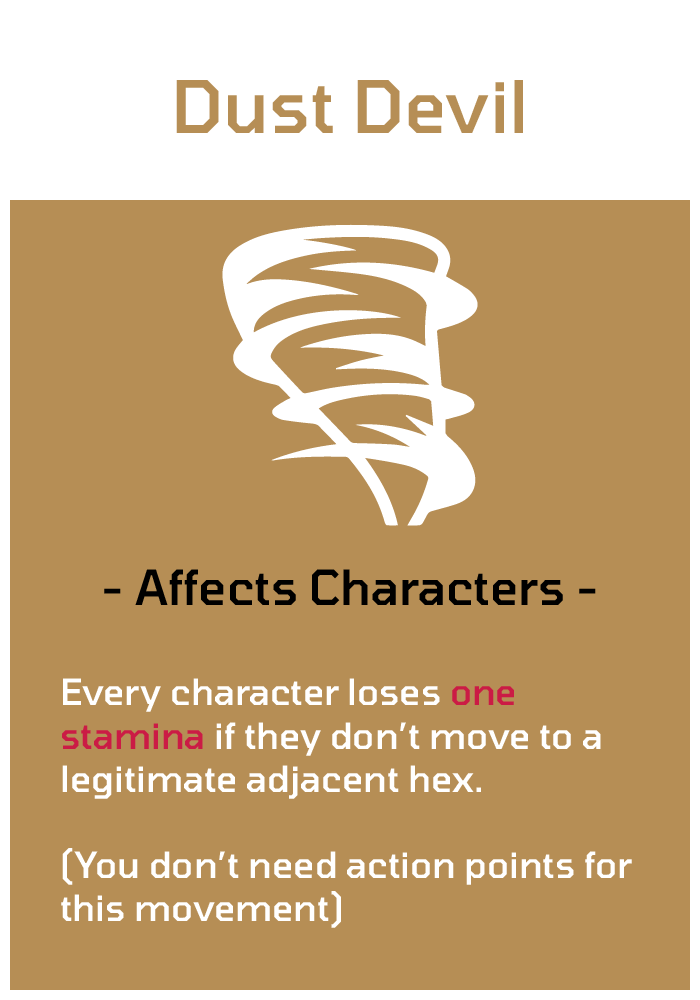 Dust Devil
- Affects Characters -
Every character loses one
stamina if they don’t move to a
legitimate adjacent hex.
(You don’t need action points for
this movement)